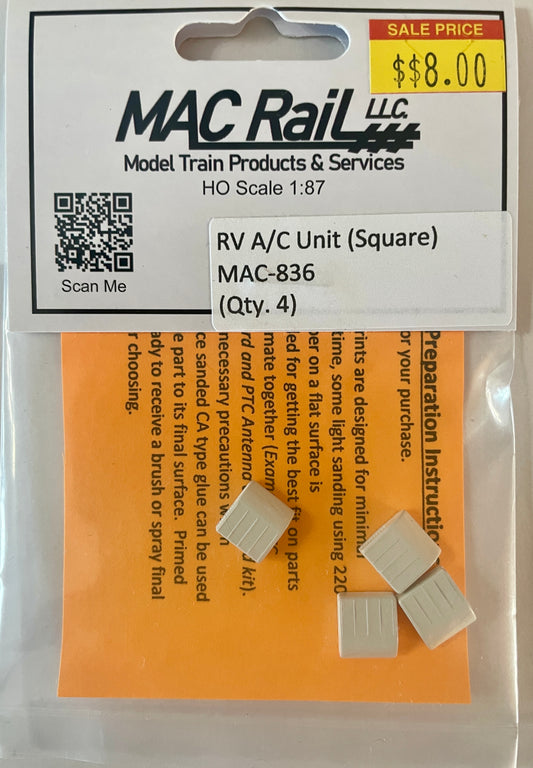 SALE PRICE
$$8.00
MAC RaiL LLC.
Model Train Products & Services
HO Scale 1:87
Scan Me
RV A/C Unit (Square)
MAC-836
(Qty. 4)
Preparation Instructio
or your purchase.
rints are designed for minimal
time, some light sanding using 220
per on a flat surface is
ed for getting the best fit on parts
mate together (Exam
rd and PTC Antenna kit).
necessary precautions w
ce sanded CA type glue can be used
e part to its final surface. Primed
ady to receive a brush or spray final
r choosing.